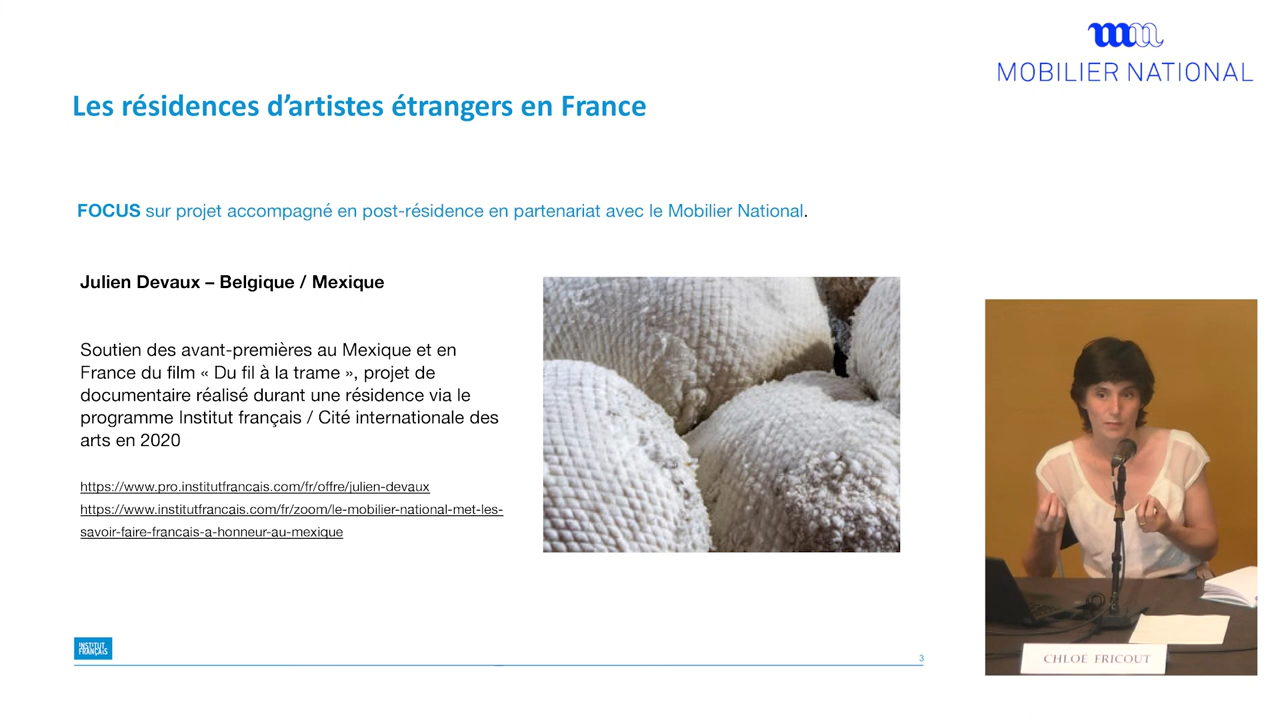 MOBILIER NATIONAL
Les résidences d’artistes étrangers en France
FOCUS sur projet accompagné en post-résidence en partenariat avec le Mobilier National.
Julien Devaux – Belgique / Mexique
Soutien des avant-premières au Mexique et en
France du film « Du fil à la trame », projet de
documentaire réalisé durant une résidence via le
programme Institut français / Cité internationale des
arts en 2020
https://www.pro.institutfrancais.com/fr/offre/julien-devaux
https://www.institutfrancais.com/fr/zoom/le-mobilier-national-met-les-
savoir-faire-francais-a-honneur-au-mexique
INSTITUT
FRANÇAIS
3
CHLOÉ FRICOUT